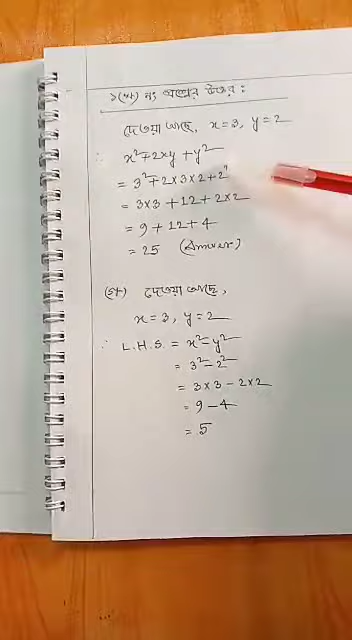 ১(ক) নং প্রশ্নের উত্তর :
দেওয়া আছে, x = 3, y = 2
∴ x² + 2xy + y²
= 3² + 2 × 3 × 2 + 2²
= 3 × 3 + 12 + 2 × 2
= 9 + 12 + 4
= 25 (Answer)
(খ) দেওয়া আছে,
x = 3, y = 2
∴ L.H.S. = x² - y²
= 3² - 2²
= 3 × 3 - 2 × 2
= 9 - 4
= 5